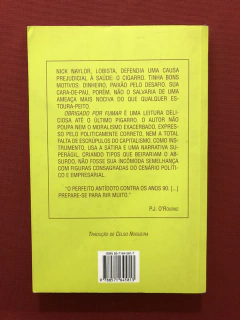 NICK NAYLOR, LOBISTA, DEFENDIA UMA CAUSA
PREJUDICIAL À SAÚDE: O CIGARRO. TINHA BONS
MOTIVOS: DINHEIRO, PAIXÃO PELO DESAFIO. SUA
CARA-DE-PAU, PORÉM, NÃO O SALVARIA DE UMA
AMEAÇA MAIS NOCIVA DO QUE QUALQUER ES-
TOURA-PEITO.
OBRIGADO POR FUMAR É UMA LEITURA DELI-
CIOSA ATÉ O ÚLTIMO CIGARRO. O AUTOR NÃO
POUPA NEM O MORALISMO EXACERBADO, EXPRES-
SO PELO POLITICAMENTE CORRETO, NEM A TOTAL
FALTA DE ESCRÚPULOS DO CAPITALISMO. COMO INS-
TRUMENTO, USA A SÁTIRA E UMA NARRATIVA SU-
PERÁGIL, CRIANDO TIPOS QUE BEIRARIAM O AB-
SURDO, NÃO FOSSE SUA INCÔMODA SEMELHANÇA
COM FIGURAS CONSAGRADAS DO CENÁRIO POLÍTI-
CO E EMPRESARIAL.
"O PERFEITO ANTÍDOTO CONTRA OS ANOS 90. [...]
PREPARE-SE PARA RIR MUITO."
P.J. O'ROURKE
TRADUÇÃO DE CELSO NOGUEIRA